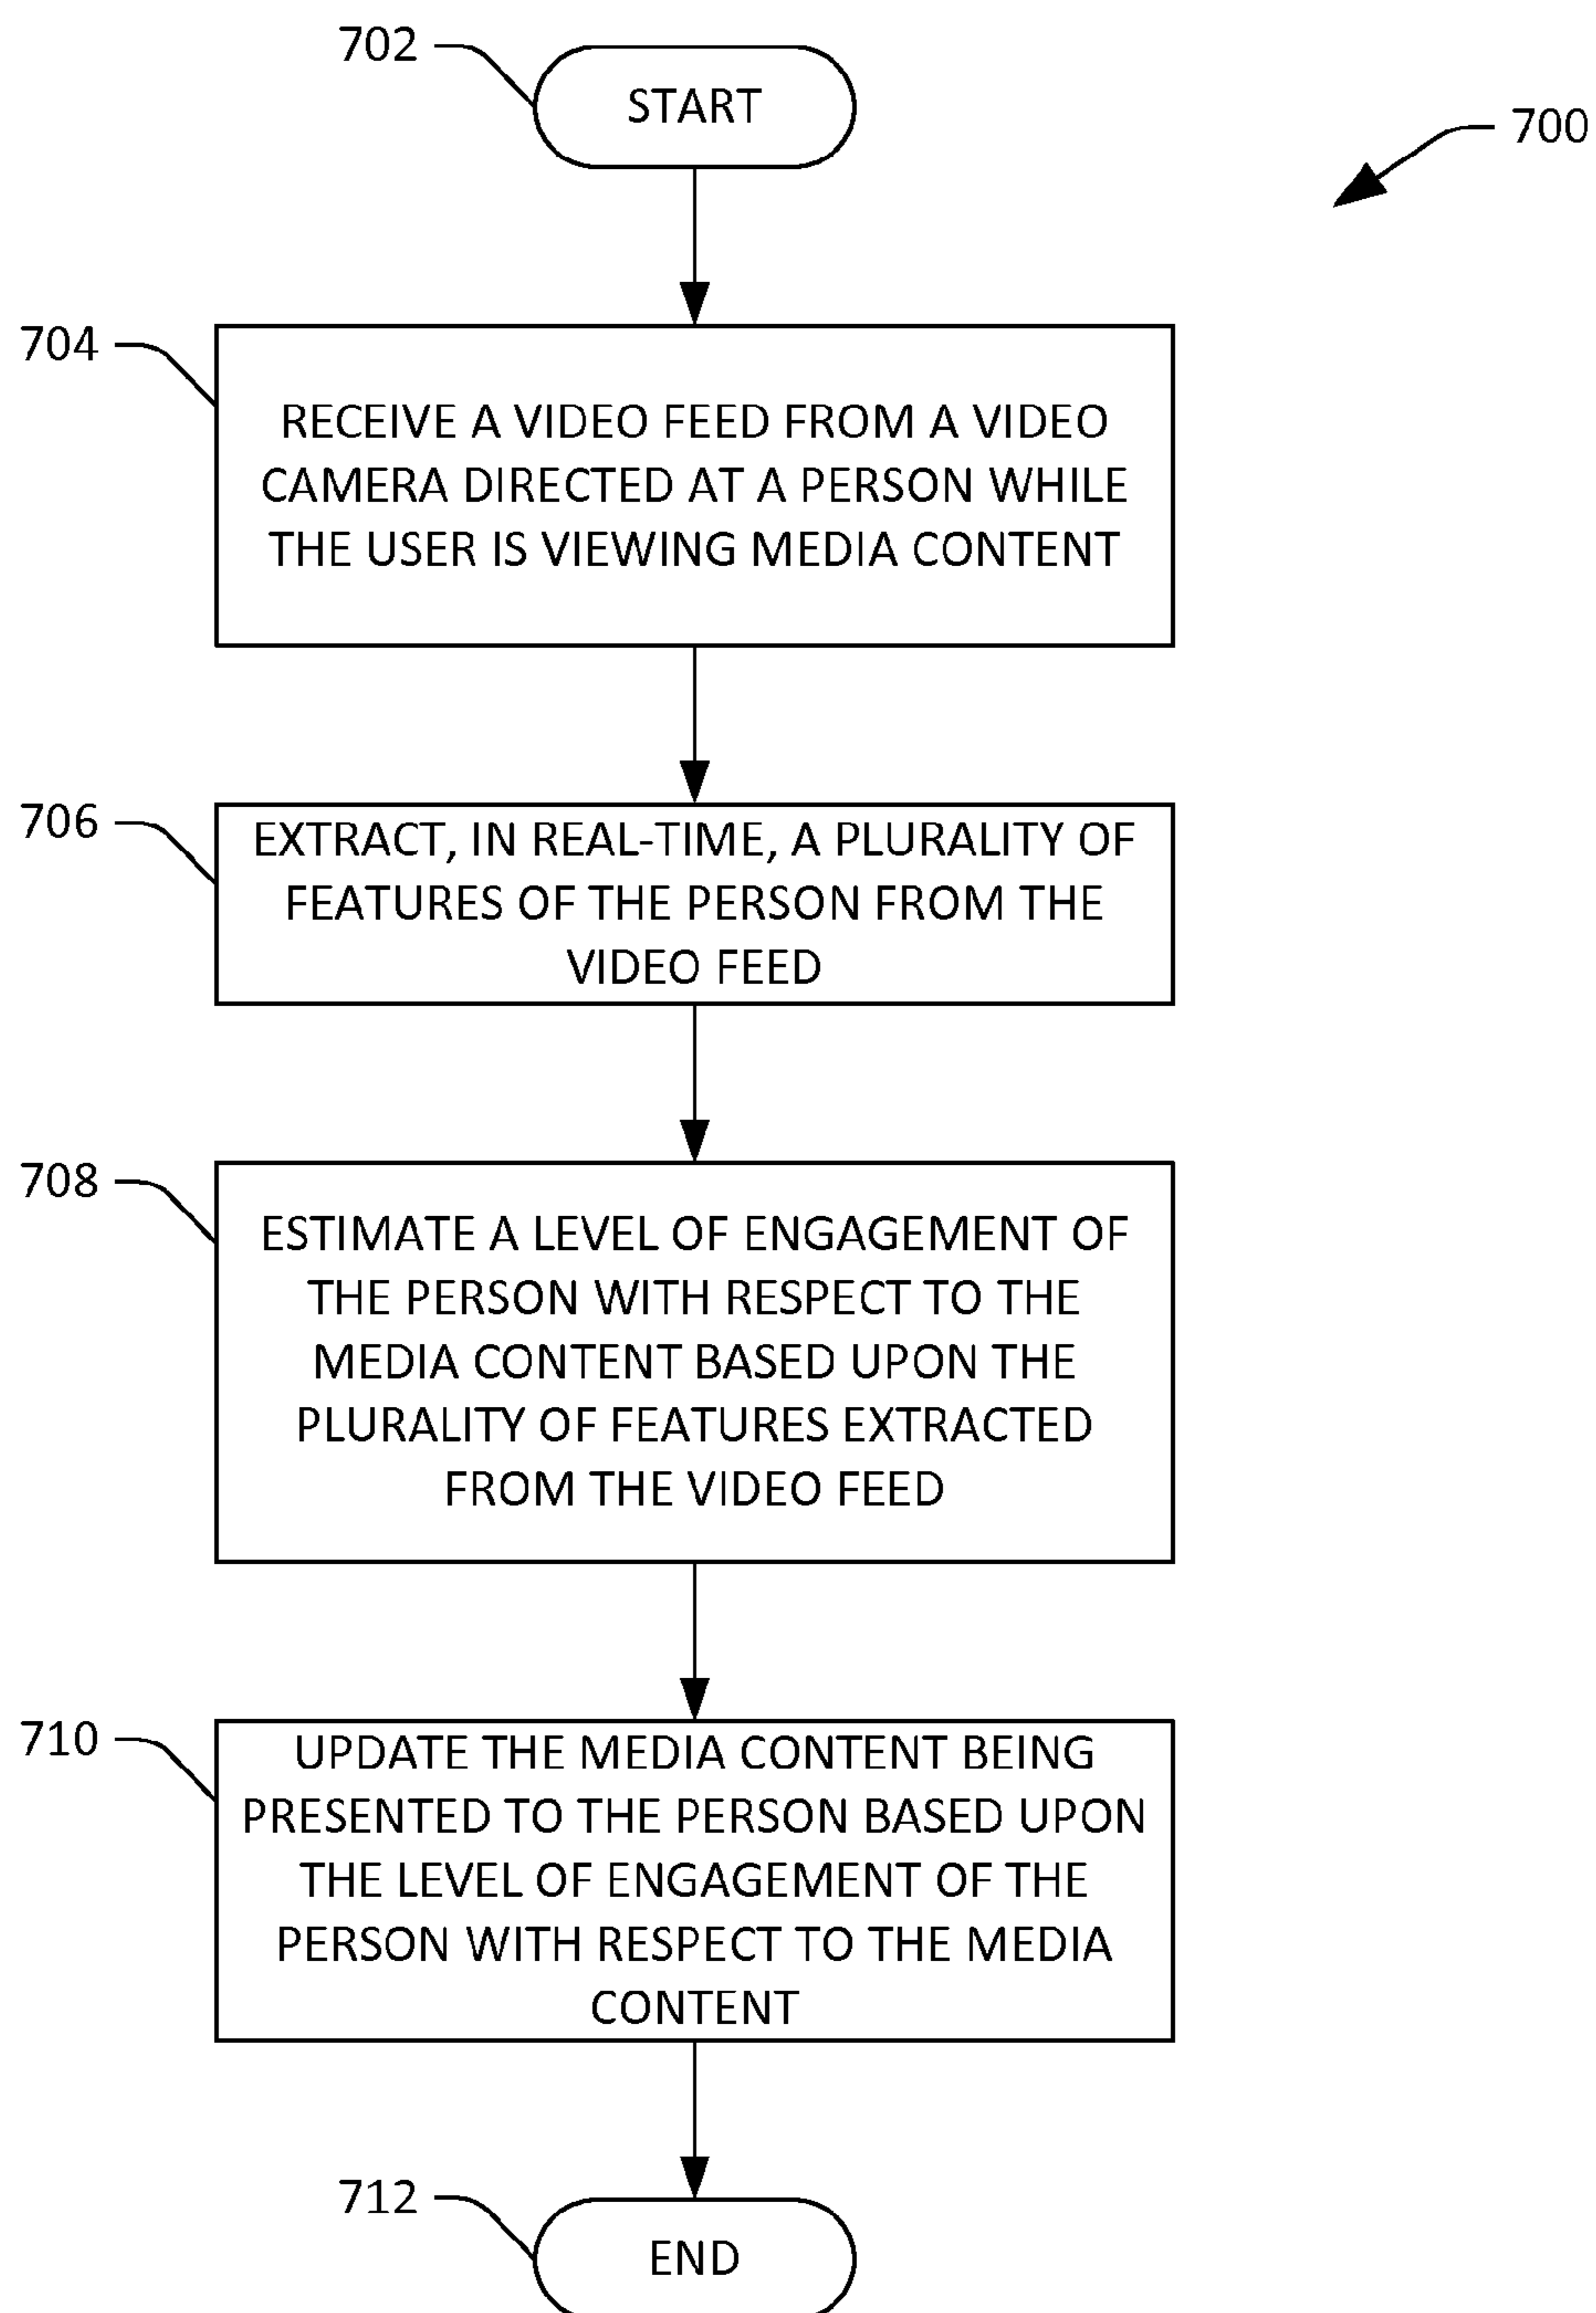 702
START
700
704
RECEIVE A VIDEO FEED FROM A VIDEO
CAMERA DIRECTED AT A PERSON WHILE
THE USER IS VIEWING MEDIA CONTENT
706
EXTRACT, IN REAL-TIME, A PLURALITY OF
FEATURES OF THE PERSON FROM THE
VIDEO FEED
708
ESTIMATE A LEVEL OF ENGAGEMENT OF
THE PERSON WITH RESPECT TO THE
MEDIA CONTENT BASED UPON THE
PLURALITY OF FEATURES EXTRACTED
FROM THE VIDEO FEED
710
UPDATE THE MEDIA CONTENT BEING
PRESENTED TO THE PERSON BASED UPON
THE LEVEL OF ENGAGEMENT OF THE
PERSON WITH RESPECT TO THE MEDIA
CONTENT
712
END